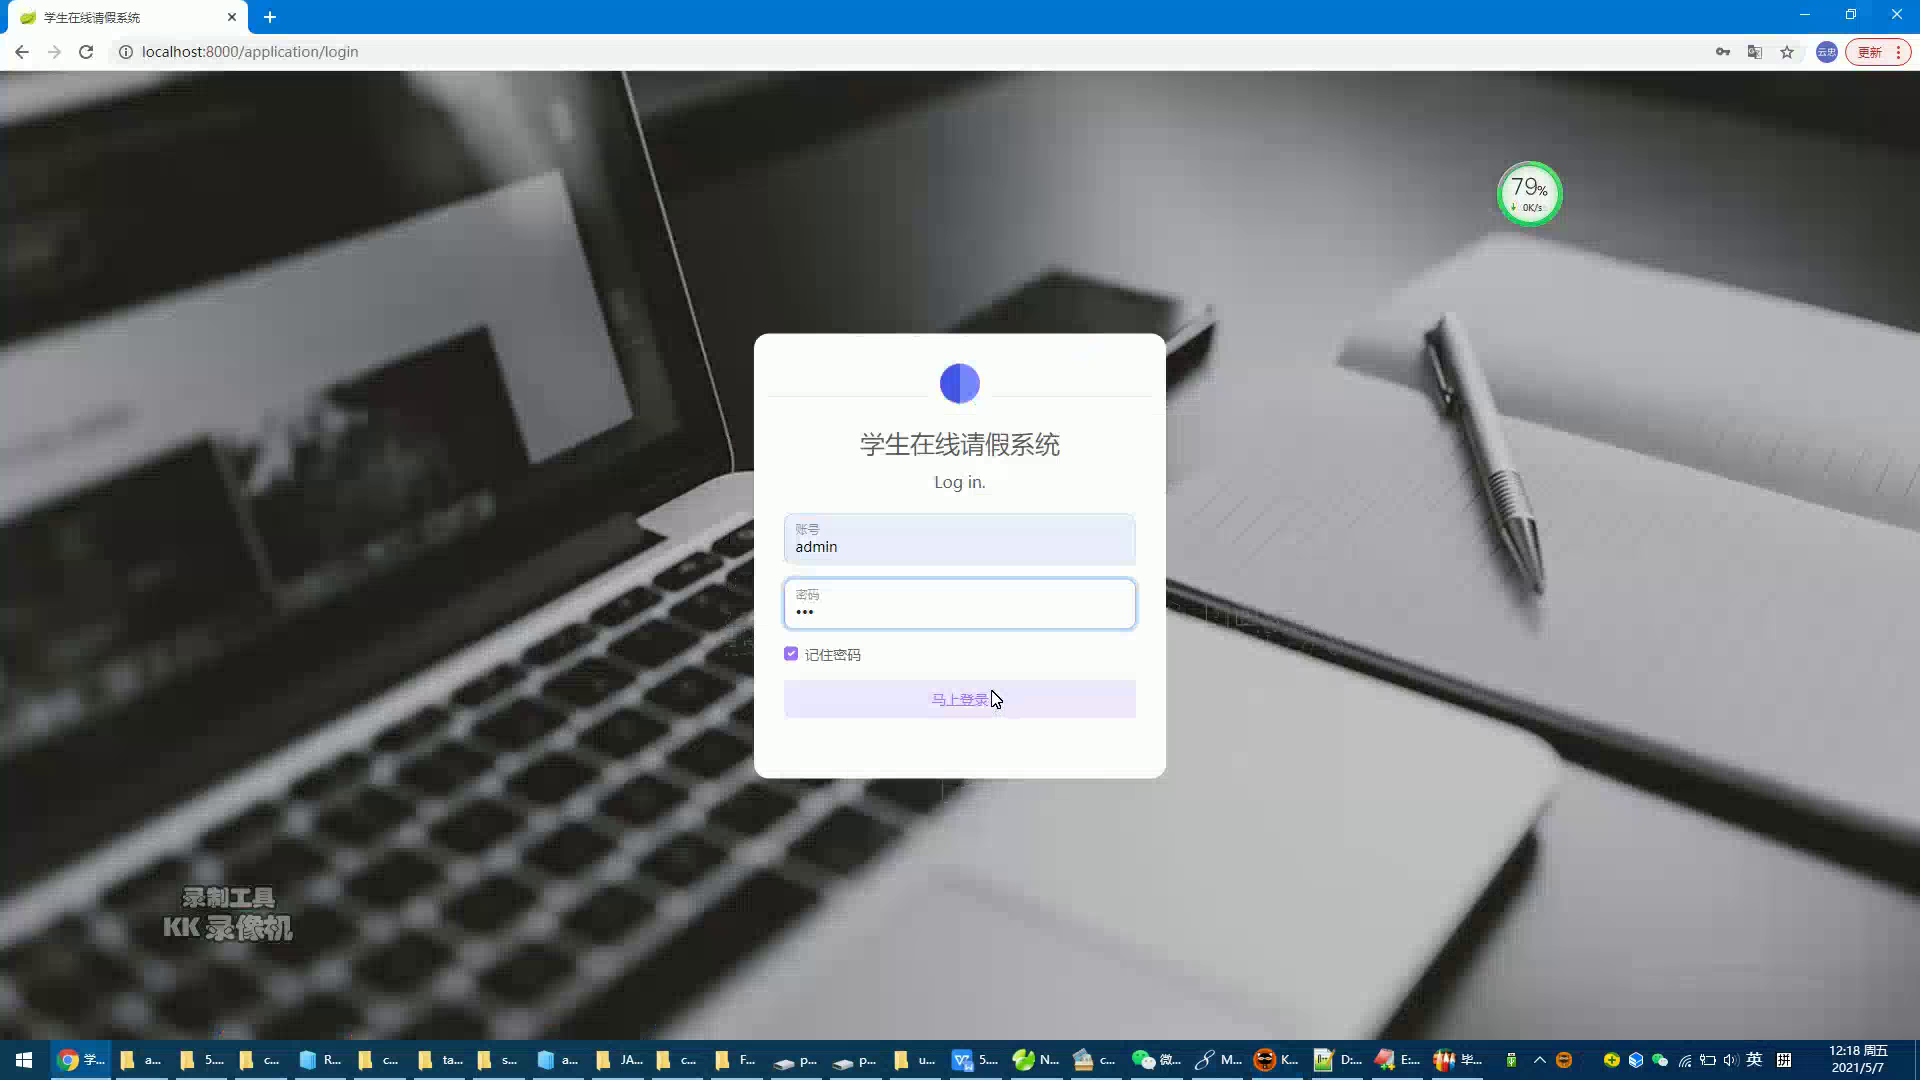 学生在线请假系统
localhost:8000/application/login
云忠
更新
79%
0K/s
学生在线请假系统
Log in.
账号
admin
密码
•••
记住密码
马上登录
录制工具
KK 录像机
学...
a...
5....
c...
R...
c...
ta...
s...
a...
JA...
c...
F...
p...
p...
u...
5....
N...
c...
微...
M...
K...
D:...
E:...
毕...
英
拼
12:18 周五
2021/5/7